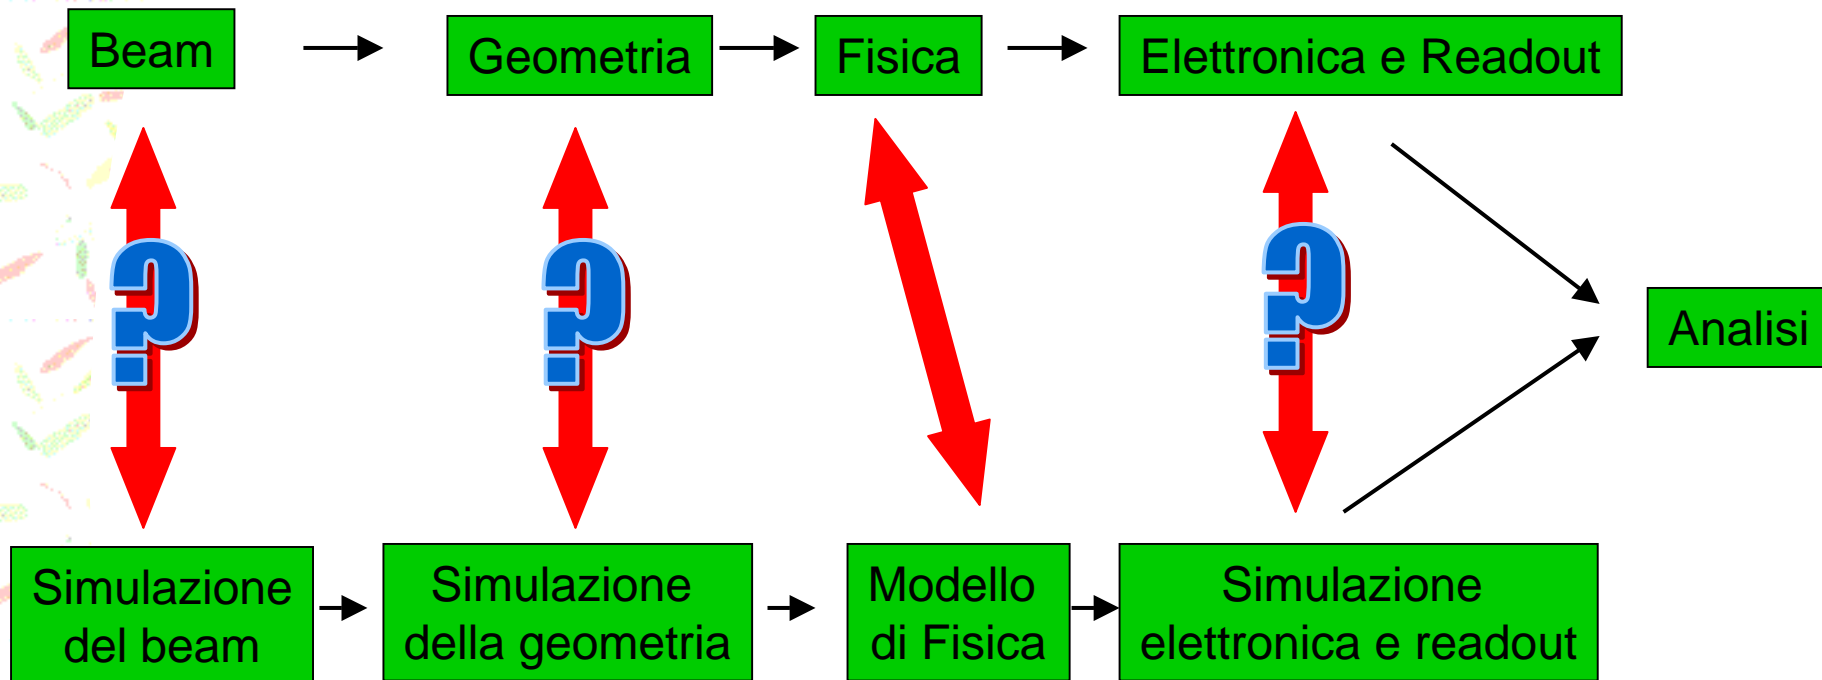 Beam
Geometria
Fisica
Elettronica e Readout
?
?
?
Analisi
Simulazione
del beam
Simulazione
della geometria
Modello
di Fisica
Simulazione
elettronica e readout